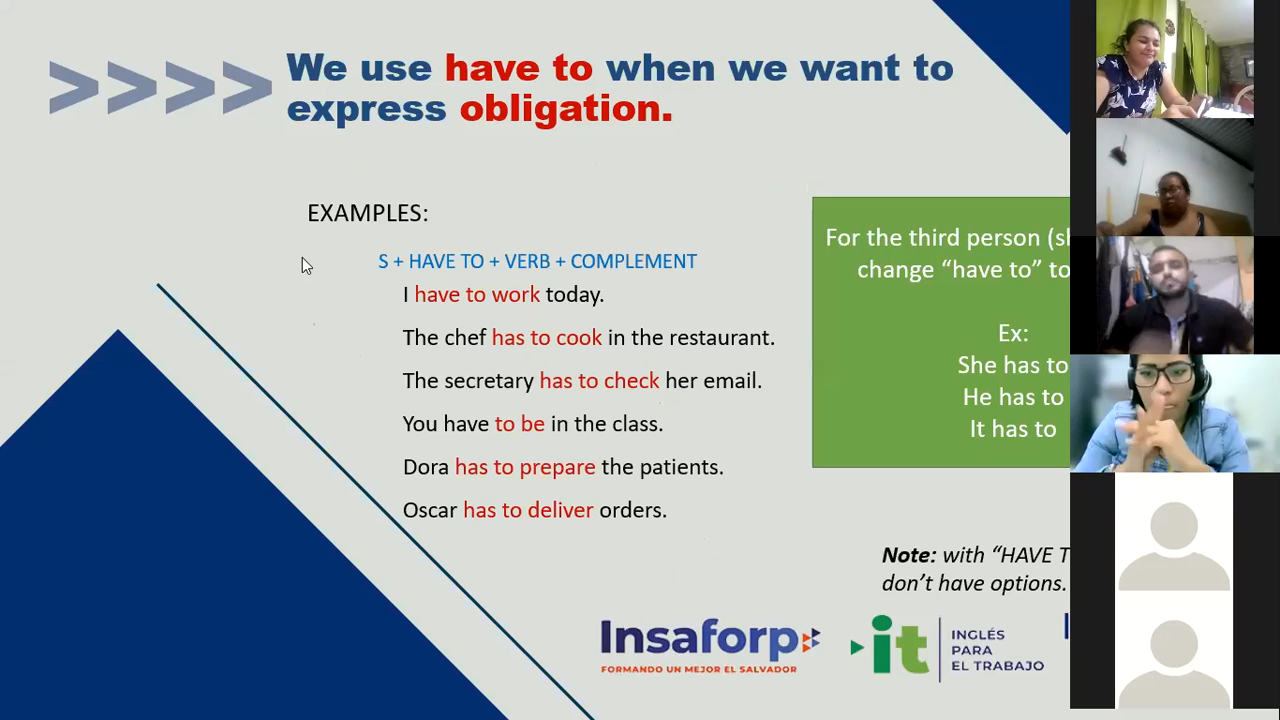 >>>>
We use have to when we want to
express obligation.
EXAMPLES:
S + HAVE TO + VERB + COMPLEMENT
I have to work today.
The chef has to cook in the restaurant.
The secretary has to check her email.
You have to be in the class.
Dora has to prepare the patients.
Oscar has to deliver orders.
For the third person (
change “have to” to
Ex:
She has to
He has to
It has to
Note: with “HAVE
don’t have options.
Insaforp
FORMANDO UN MEJOR EL SALVADOR
it
INGLÉS
PARA
EL TRABAJO